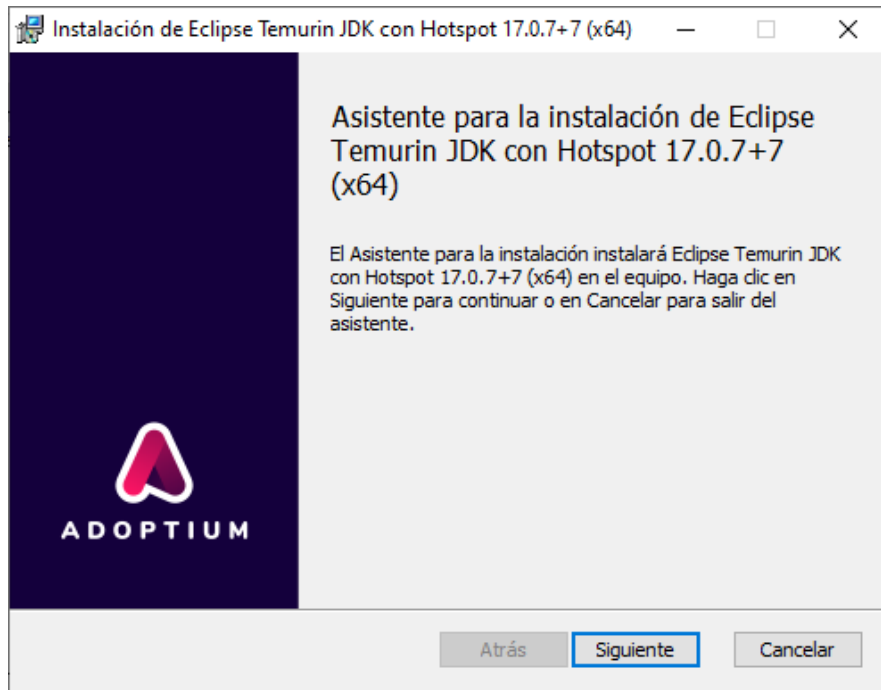 Instalación de Eclipse Temurin JDK con Hotspot 17.0.7+7 (x64)
Asistente para la instalación de Eclipse
Temurin JDK con Hotspot 17.0.7+7
(x64)
El Asistente para la instalación instalará Eclipse Temurin JDK
con Hotspot 17.0.7+7 (x64) en el equipo. Haga clic en
Siguiente para continuar o en Cancelar para salir del
asistente.
ADOPTIUM
Atrás
Siguiente
Cancelar